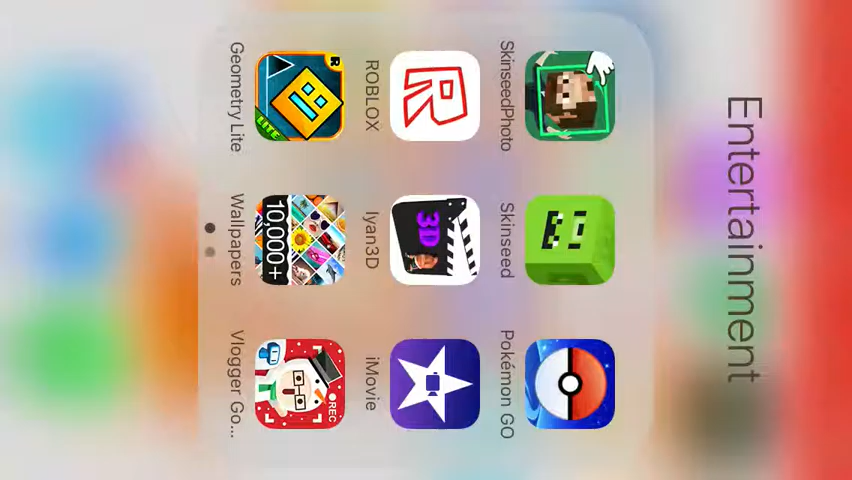 Entertainment
SkinseedPhoto
Skinseed
Pokémon GO
R
ROBLOX
3D
Iyan3D
iMovie
R
LITE
Geometry Lite
10,000+
Wallpapers
REC
Vlogger Go...